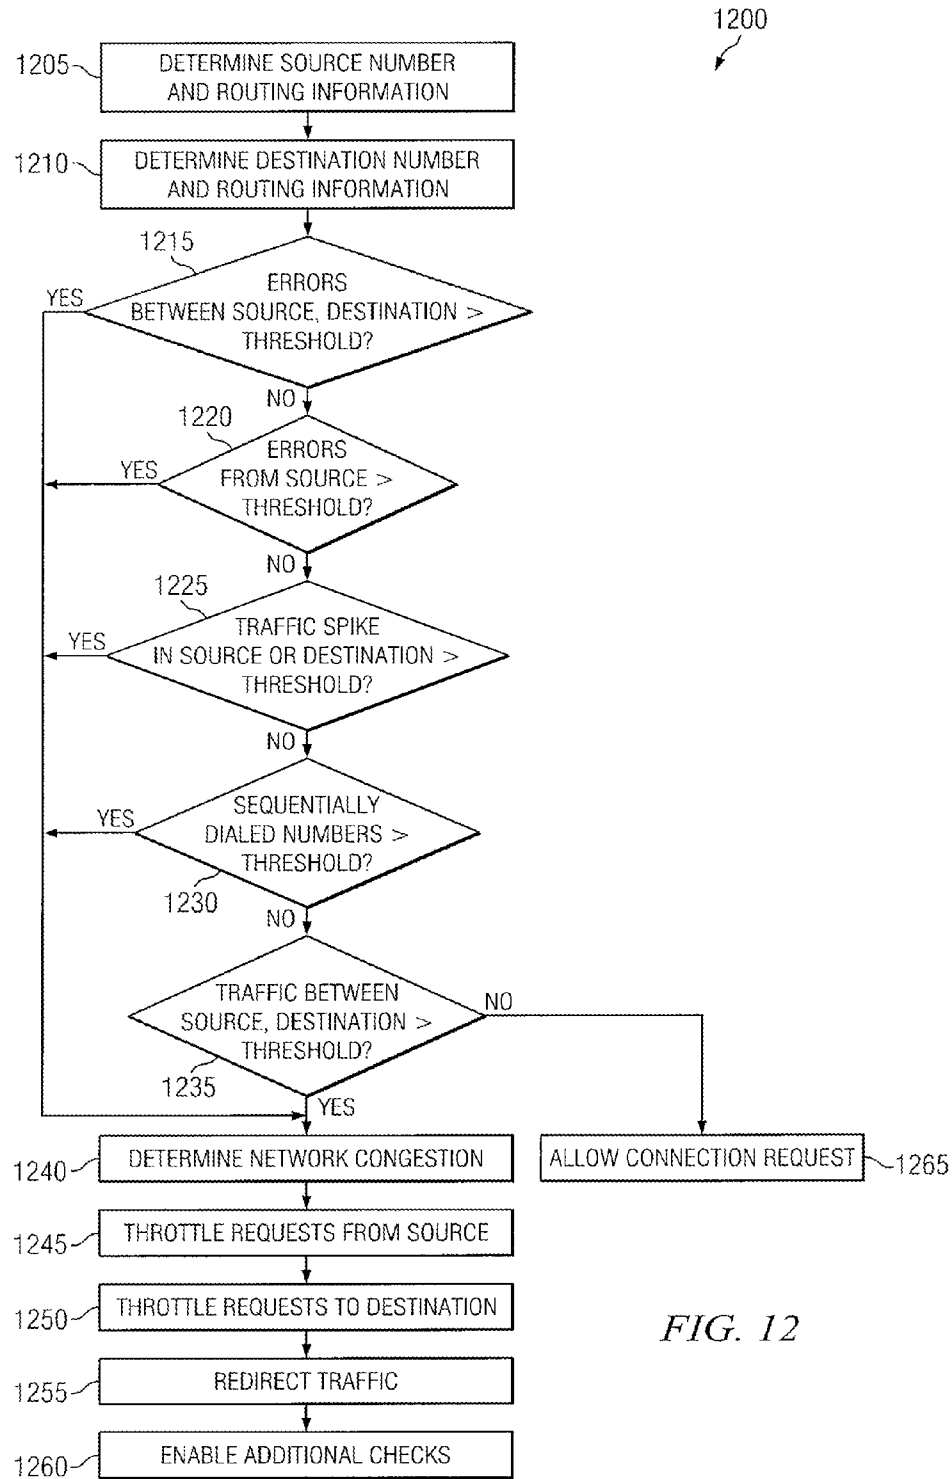 1200
1205
DETERMINE SOURCE NUMBER
AND ROUTING INFORMATION
1210
DETERMINE DESTINATION NUMBER
AND ROUTING INFORMATION
1215
YES
ERRORS
BETWEEN SOURCE, DESTINATION >
THRESHOLD?
NO
1220
YES
ERRORS
FROM SOURCE >
THRESHOLD?
NO
1225
YES
TRAFFIC SPIKE
IN SOURCE OR DESTINATION >
THRESHOLD?
NO
YES
SEQUENTIALLY
DIALED NUMBERS >
THRESHOLD?
1230
NO
TRAFFIC BETWEEN
SOURCE, DESTINATION >
THRESHOLD?
NO
1235
YES
1240
DETERMINE NETWORK CONGESTION
ALLOW CONNECTION REQUEST
1265
1245
THROTTLE REQUESTS FROM SOURCE
1250
THROTTLE REQUESTS TO DESTINATION
FIG. 12
1255
REDIRECT TRAFFIC
1260
ENABLE ADDITIONAL CHECKS